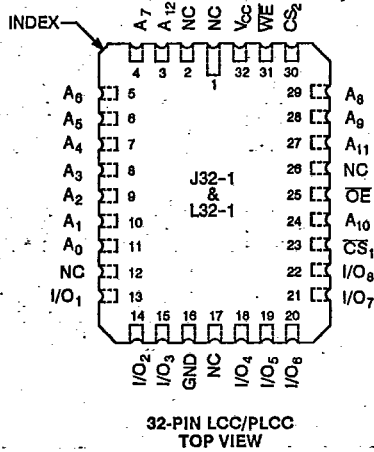 INDEX
A7 A12 NC NC VCC W̅E̅ CS2
4 3 2 1 32 31 30
A6 5 29 A8
A5 6 28 A9
A4 7 27 A11
A3 8 26 NC
A2 9 25 O̅E̅
A1 10 24 A10
A0 11 23 C̅S̅1
NC 12 22 I/O8
I/O1 13 21 I/O7
J32-1
&
L32-1
14 15 16 17 18 19 20
I/O2 I/O3 GND NC I/O4 I/O5 I/O6
32-PIN LCC/PLCC
TOP VIEW